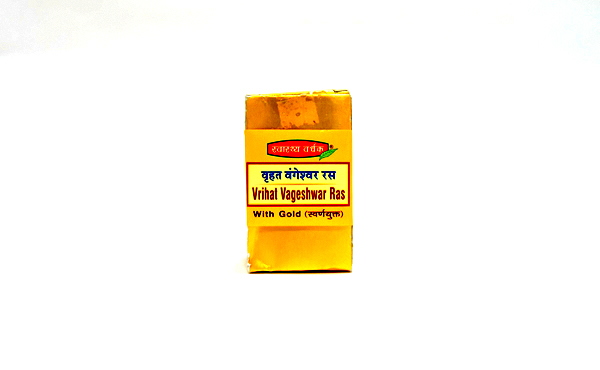 स्वास्थ्य वर्धक
वृहत वंगेश्वर रस
Vrihat Vageshwar Ras
With Gold (स्वर्णयुक्त)